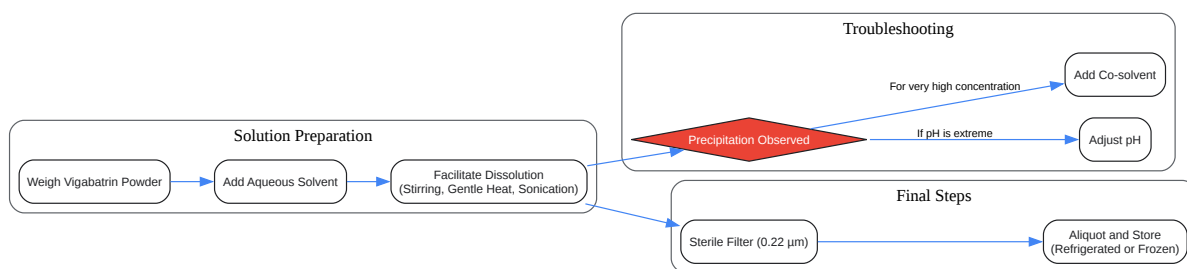 Troubleshooting
Add Co-solvent
For very high concentration
Solution Preparation
Precipitation Observed
If pH is extreme
Adjust pH
Weigh Vigabatrin Powder
Add Aqueous Solvent
Facilitate Dissolution
(Stirring, Gentle Heat, Sonication)
Final Steps
Sterile Filter (0.22 µm)
Aliquot and Store
(Refrigerated or Frozen)